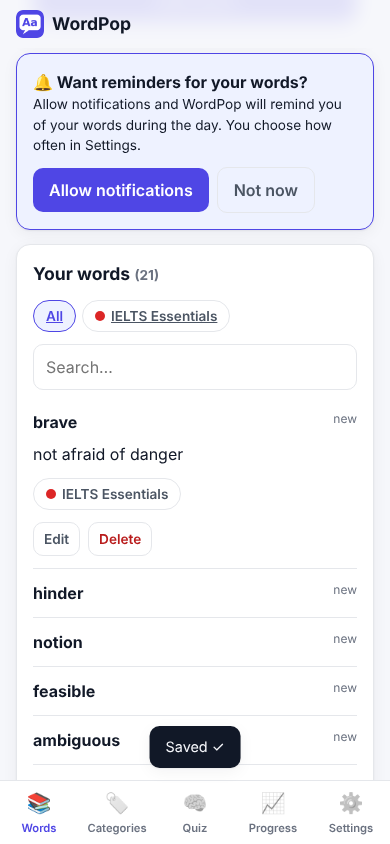 Aa WordPop
🔔 Want reminders for your words?
Allow notifications and WordPop will remind you
of your words during the day. You choose how
often in Settings.
Allow notifications Not now
Your words (21)
All IELTS Essentials
Search...
brave new
not afraid of danger
IELTS Essentials
Edit Delete
hinder new
notion new
feasible new
ambiguous new
Saved ✓
Words Categories Quiz Progress Settings